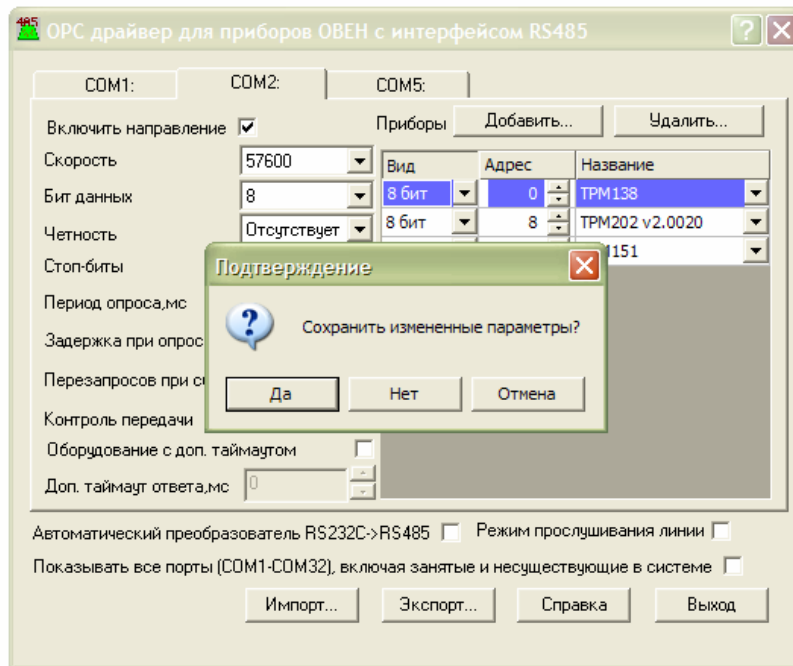 485 OPC драйвер для приборов ОВЕН с интерфейсом RS485
COM1: COM2: COM5:
Включить направление Приборы Добавить... Удалить...
Скорость 57600 Вид Адрес Название
Бит данных 8 8 бит 0 ТРМ138
Четность Отсутствует 8 бит 8 ТРМ202 v2.0020
Стоп-биты
Подтверждение
Период опроса,мс
Сохранить измененные параметры?
Задержка при
Перезапросов при
Да Нет Отмена
Контроль передачи
Оборудование с доп. таймаутом
Доп. таймаут ответа,мс 0
Автоматический преобразователь RS232C->RS485 Режим прослушивания линии
Показывать все порты (COM1-COM32), включая занятые и несуществующие в системе
Импорт... Экспорт... Справка Выход